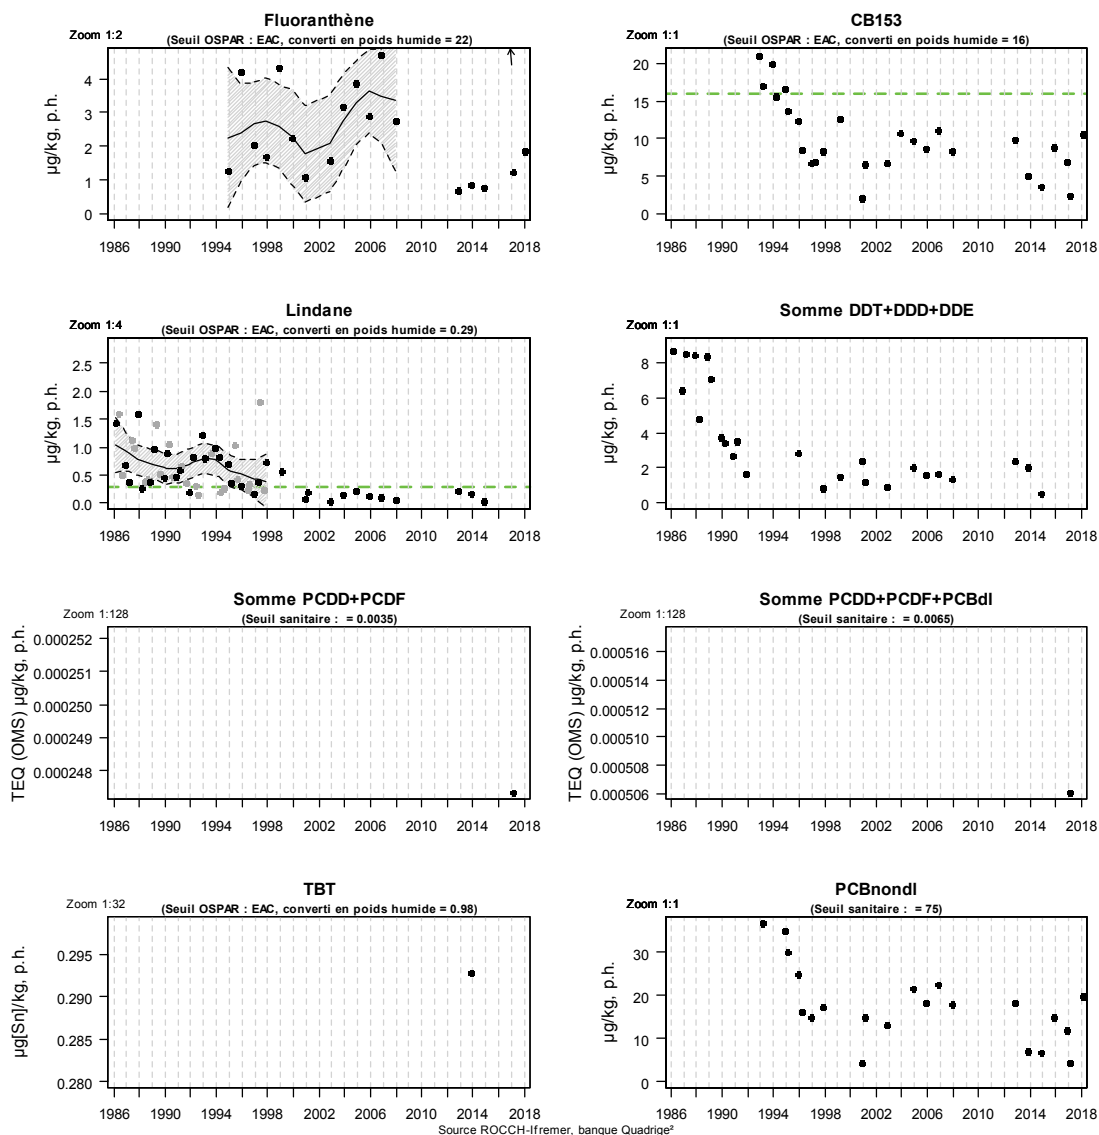 Fluoranthène
Zoom 1:2
(Seuil OSPAR : EAC, converti en poids humide = 22)
µg/kg, p.h.
4
3
2
1
0
1986 1990 1994 1998 2002 2006 2010 2014 2018
CB153
Zoom 1:1
(Seuil OSPAR : EAC, converti en poids humide = 16)
µg/kg, p.h.
20
15
10
5
0
1986 1990 1994 1998 2002 2006 2010 2014 2018
Lindane
Zoom 1:4
(Seuil OSPAR : EAC, converti en poids humide = 0.29)
µg/kg, p.h.
2.5
2.0
1.5
1.0
0.5
0.0
1986 1990 1994 1998 2002 2006 2010 2014 2018
Somme DDT+DDD+DDE
Zoom 1:1
µg/kg, p.h.
8
6
4
2
0
1986 1990 1994 1998 2002 2006 2010 2014 2018
Somme PCDD+PCDF
Zoom 1:128
(Seuil sanitaire : = 0.0035)
TEQ (OMS) µg/kg, p.h.
0.000252
0.000251
0.000250
0.000249
0.000248
1986 1990 1994 1998 2002 2006 2010 2014 2018
Somme PCDD+PCDF+PCBdl
Zoom 1:128
(Seuil sanitaire : = 0.0065)
TEQ (OMS) µg/kg, p.h.
0.000516
0.000514
0.000512
0.000510
0.000508
0.000506
1986 1990 1994 1998 2002 2006 2010 2014 2018
TBT
Zoom 1:32
(Seuil OSPAR : EAC, converti en poids humide = 0.98)
µg[Sn]/kg, p.h.
0.295
0.290
0.285
0.280
1986 1990 1994 1998 2002 2006 2010 2014 2018
PCBnondl
Zoom 1:1
(Seuil sanitaire : = 75)
µg/kg, p.h.
30
20
10
0
1986 1990 1994 1998 2002 2006 2010 2014 2018
Source ROCCH-Ifremer, banque Quadrige²